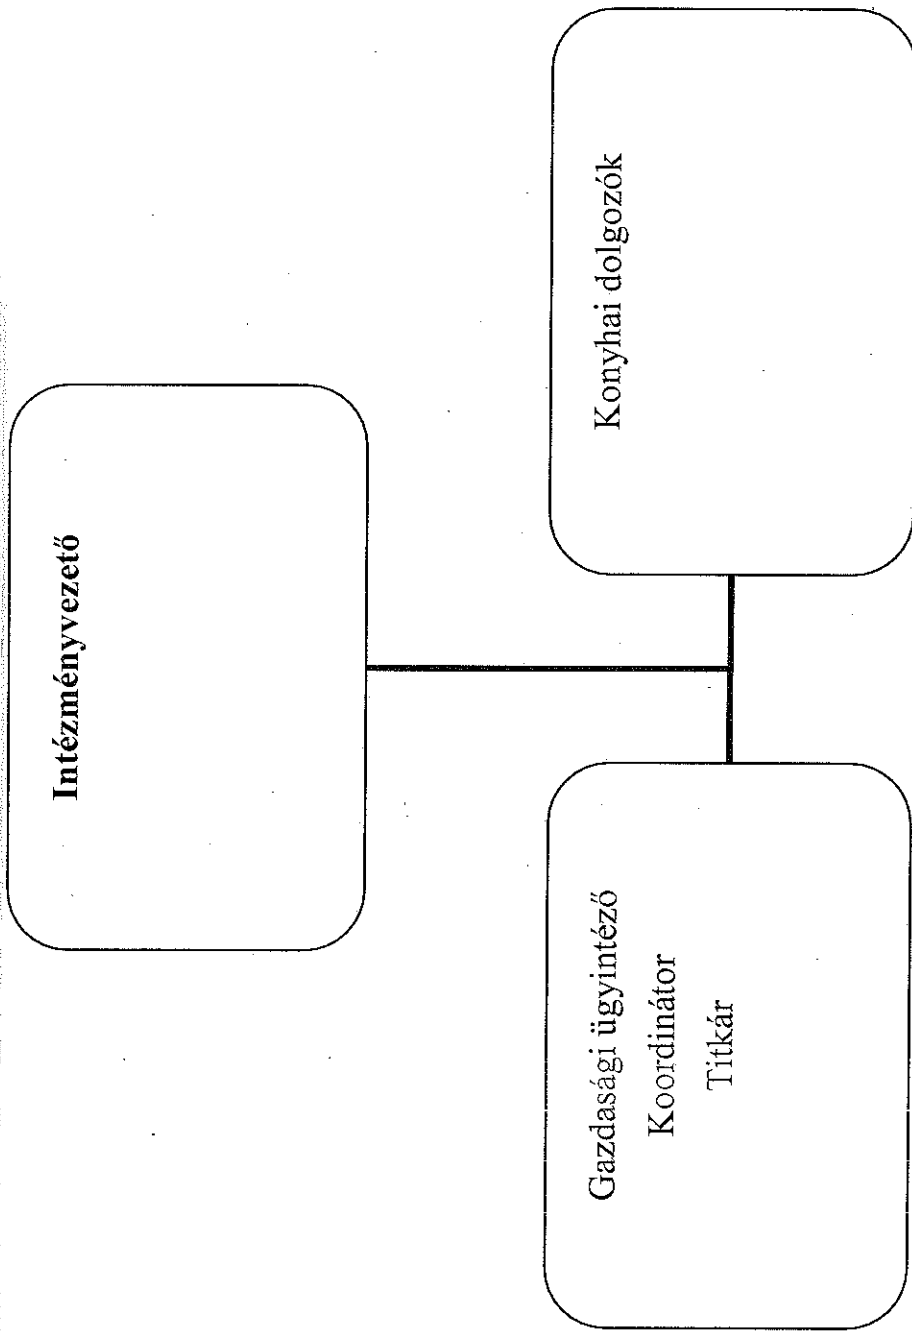 Intézményvezető
Gazdasági ügyintéző
Koordinátor
Titkár
Konyhai dolgozók